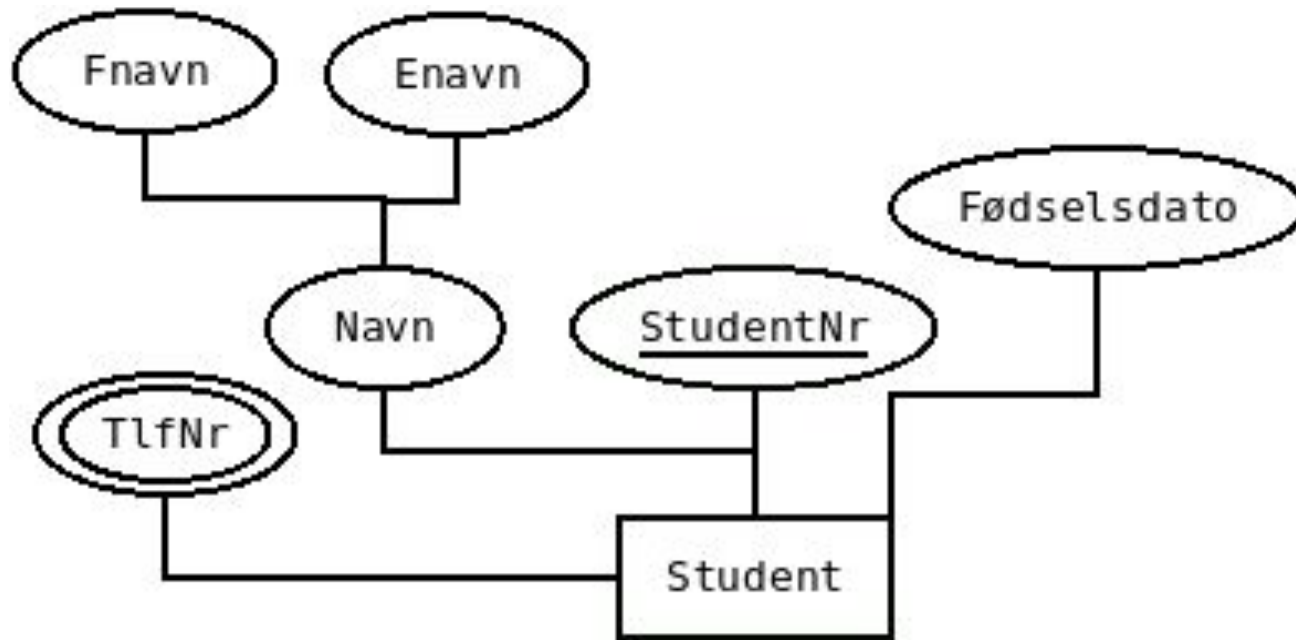 Fnavn
Enavn
Fødselsdato
Navn
StudentNr
TlfNr
Student